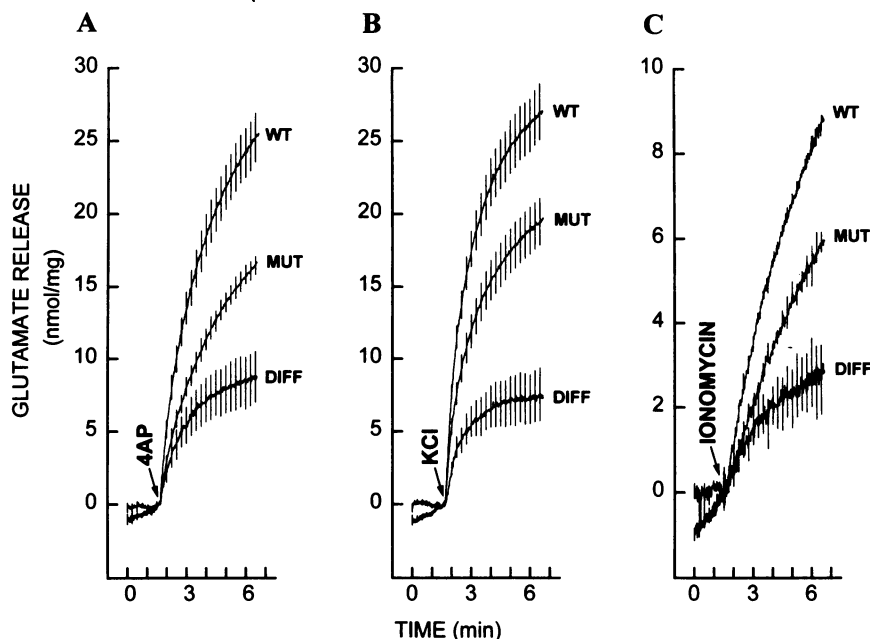 A
B
C
30
25
20
15
10
5
0
WT
MUT
DIFF
4AP
0
3
6
30
25
20
15
10
5
0
WT
MUT
DIFF
KCl
0
3
6
10
8
6
4
2
0
WT
MUT
DIFF
IONOMYCIN
0
3
6
GLUTAMATE RELEASE
(nmol/mg)
TIME (min)